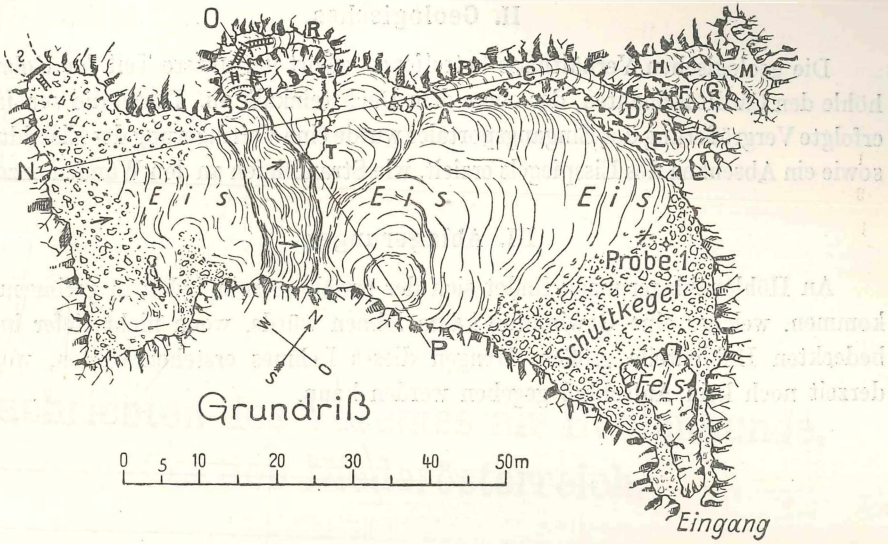 O R
?
B C H M
F G
S A D S
E
N T
Eis Eis Eis
Probe 1
Schuttkegel
P
N
O
S
Fels
Grundriß
0 5 10 20 30 40 50m
Eingang